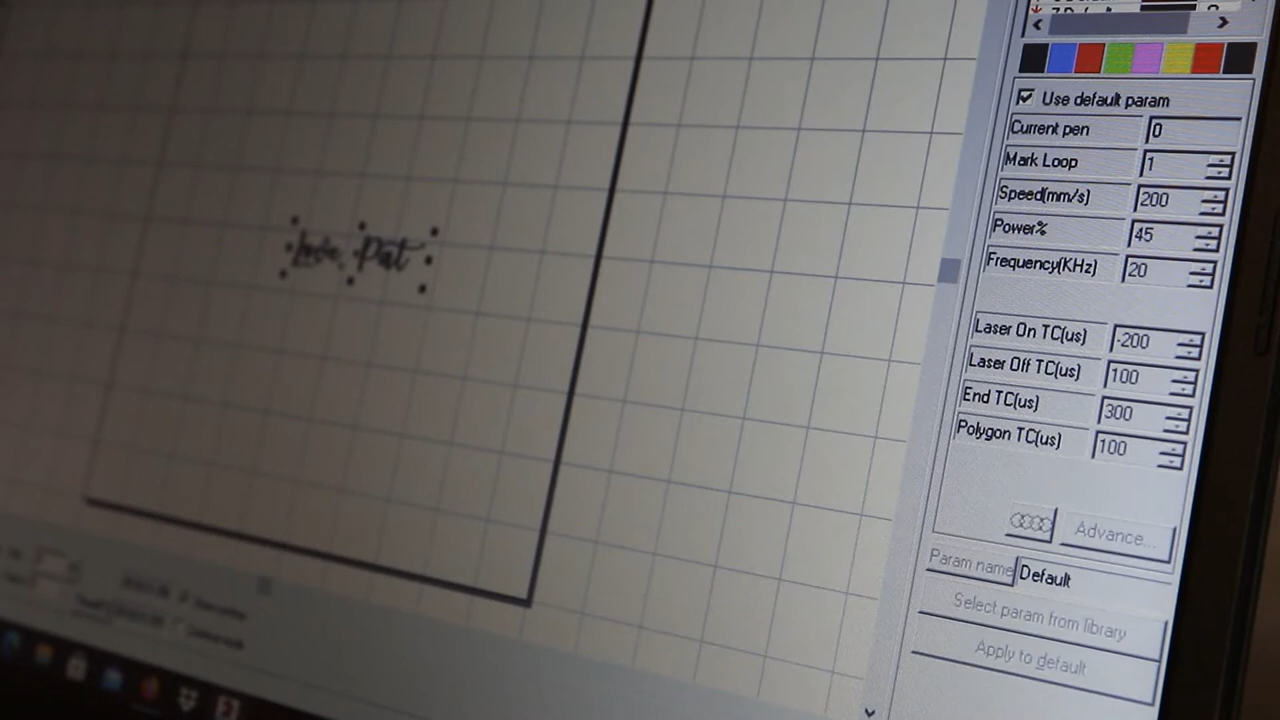 Use default param
Current pen 0
Mark Loop 1
Speed(mm/s) 200
Power% 45
Frequency(KHz) 20
Love, Pat
Laser On TC(us) -200
Laser Off TC(us) 100
End TC(us) 300
Polygon TC(us) 100
Advance...
Param name Default
Select param from library
Apply to default